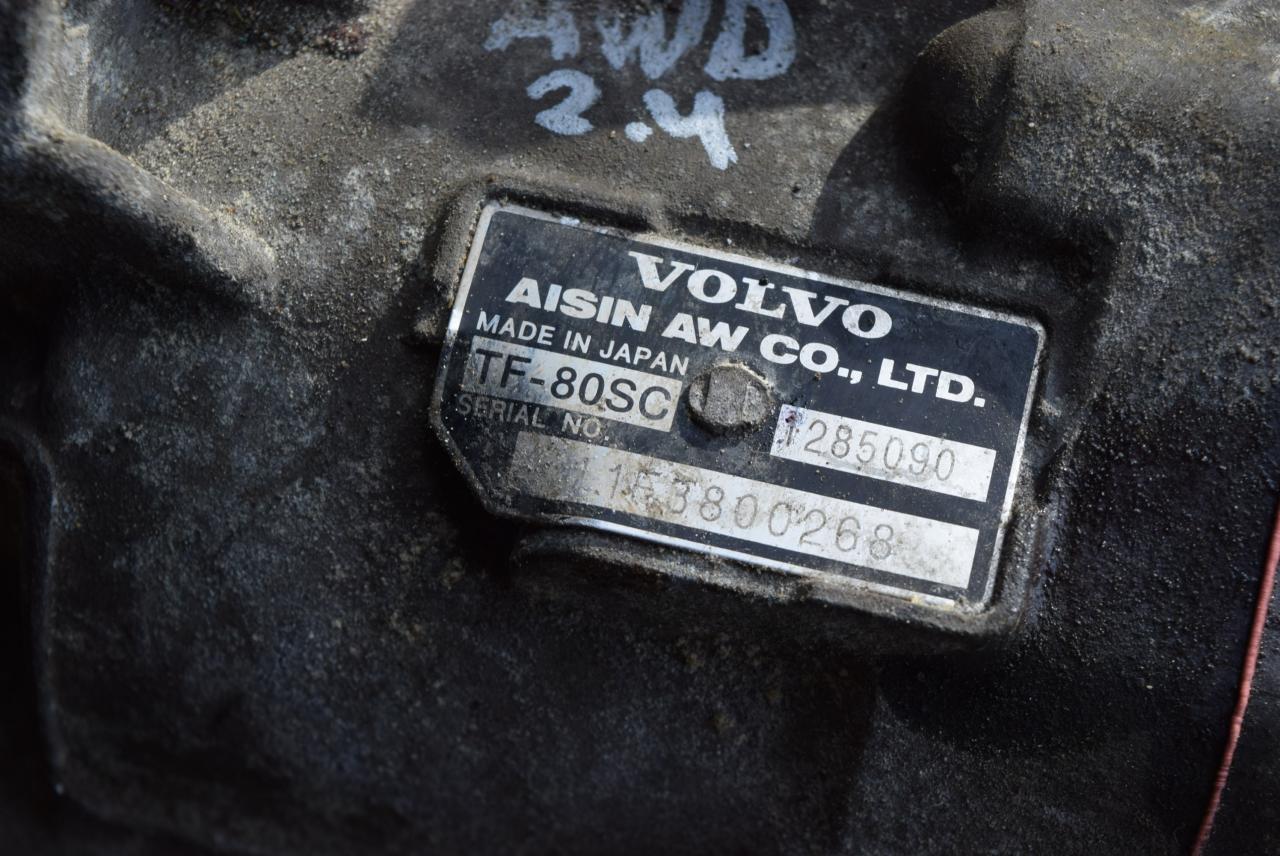 AWD
2.4
VOLVO
AISIN AW CO., LTD.
MADE IN JAPAN
TF-80SC
1285090
SERIAL NO.